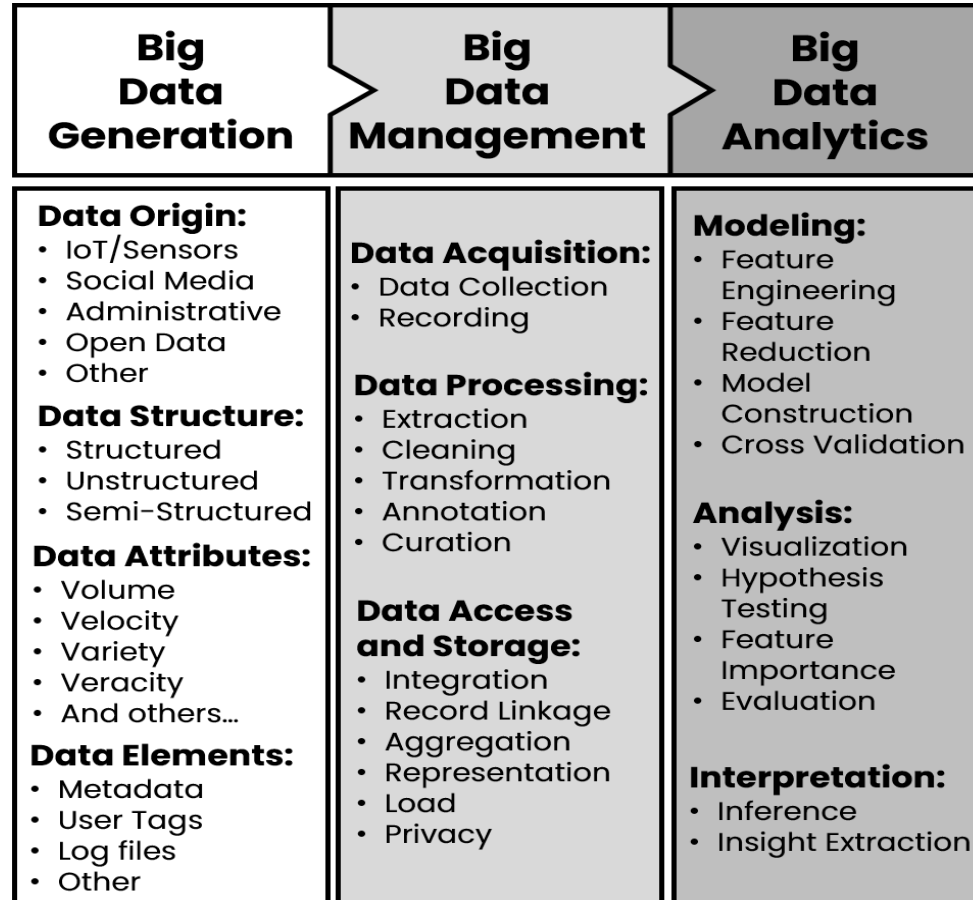 Big
Data
Generation
Big
Data
Management
Big
Data
Analytics
Data Origin:
• IoT/Sensors
• Social Media
• Administrative
• Open Data
• Other
Data Structure:
• Structured
• Unstructured
• Semi-Structured
Data Attributes:
• Volume
• Velocity
• Variety
• Veracity
• And others...
Data Elements:
• Metadata
• User Tags
• Log files
• Other
Data Acquisition:
• Data Collection
• Recording
Data Processing:
• Extraction
• Cleaning
• Transformation
• Annotation
• Curation
Data Access
and Storage:
• Integration
• Record Linkage
• Aggregation
• Representation
• Load
• Privacy
Modeling:
• Feature
Engineering
• Feature
Reduction
• Model
Construction
• Cross Validation
Analysis:
• Visualization
• Hypothesis
Testing
• Feature
Importance
• Evaluation
Interpretation:
• Inference
• Insight Extraction